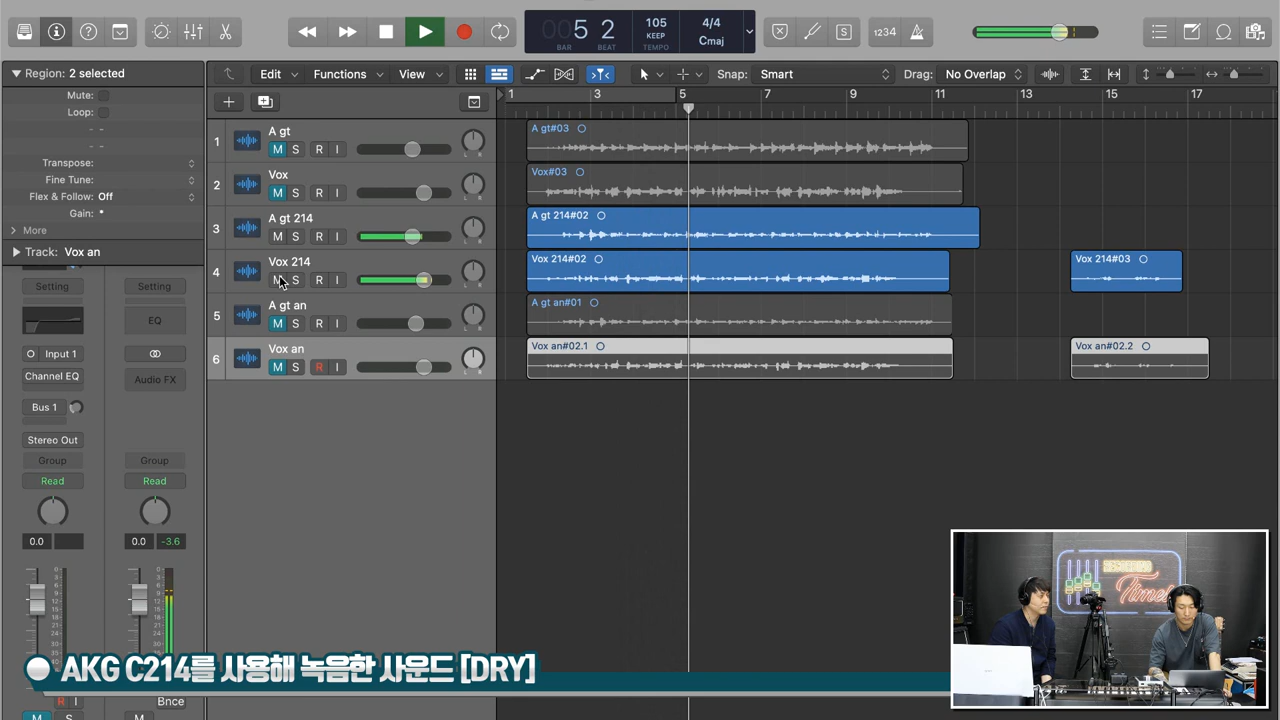 5 2
BAR BEAT
105
KEEP
TEMPO
4/4
Cmaj
S
1234
Region: 2 selected
Mute:
Loop:
Transpose:
Fine Tune:
Flex & Follow: Off
Gain:
More
Track: Vox an
Edit Functions View Snap: Smart Drag: No Overlap
1 3 5 7 9 11 13 15 17
1 A gt
M S R I
2 Vox
M S R I
3 A gt 214
M S R I
4 Vox 214
M S R I
5 A gt an
M S R I
6 Vox an
M S R I
A gt#03
Vox#03
A gt 214#02
Vox 214#02 Vox 214#03
A gt an#01
Vox an#02.1 Vox an#02.2
Setting Setting
EQ
Input 1
Channel EQ Audio FX
Bus 1
Stereo Out
Group Group
Read Read
0.0 0.0 -3.6
AKG C214를 사용해 녹음한 사운드 [DRY]
R I Bnce
M S M
Times